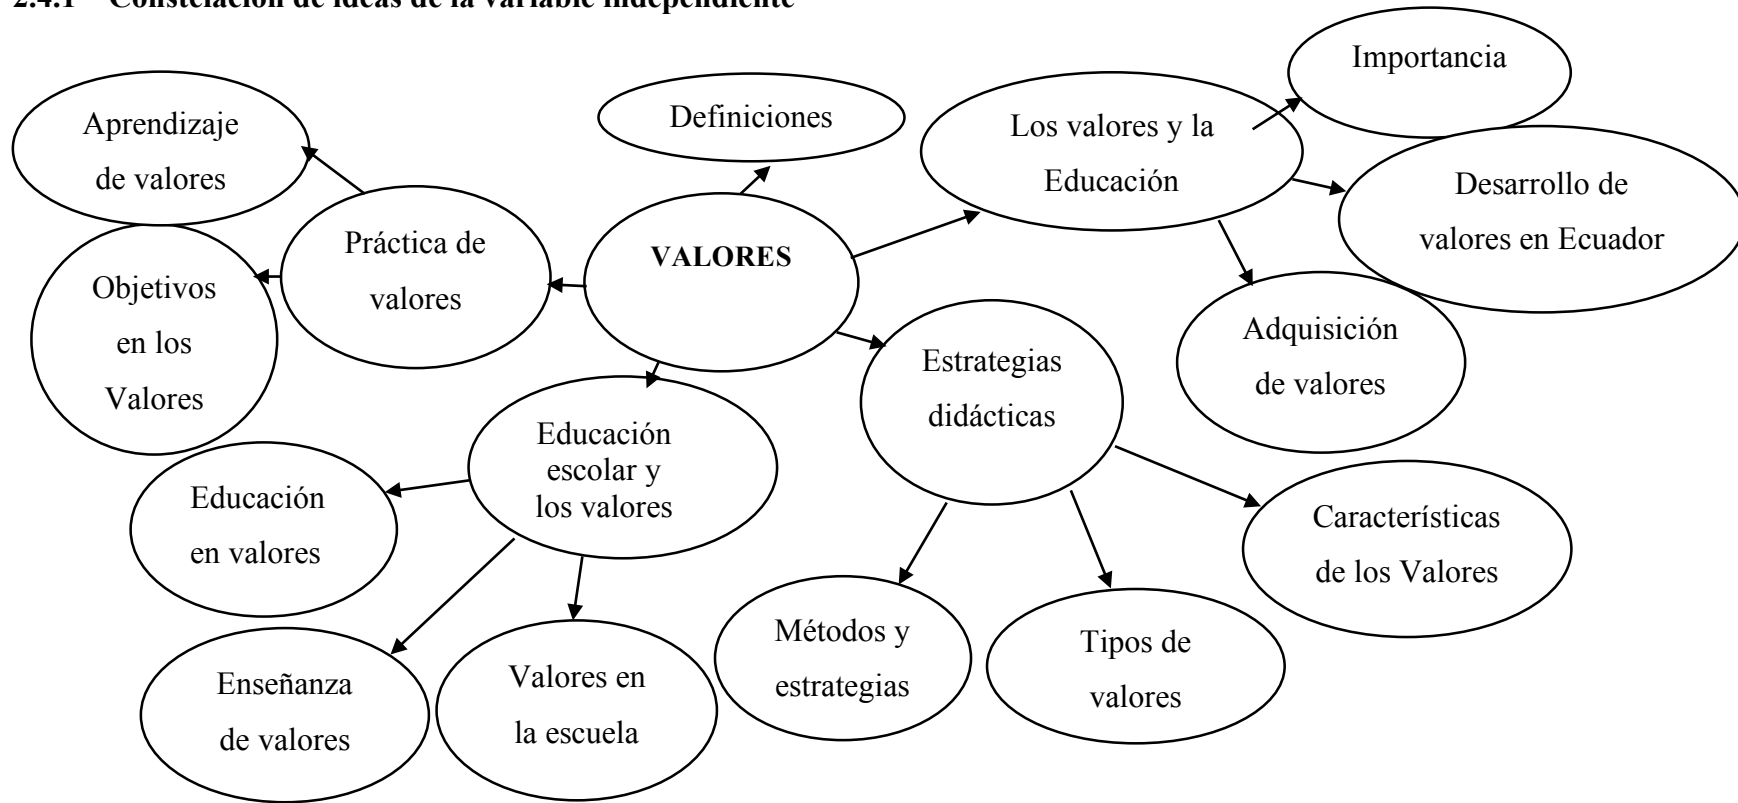 2.4.1 Constelación de ideas de la variable independiente
Importancia
Definiciones
Aprendizaje
de valores
Los valores y la
Educación
Desarrollo de
valores en Ecuador
Práctica de
valores
VALORES
Objetivos
en los
Valores
Adquisición
de valores
Estrategias
didácticas
Educación
escolar y
los valores
Educación
en valores
Características
de los Valores
Métodos y
estrategias
Tipos de
valores
Enseñanza
de valores
Valores en
la escuela